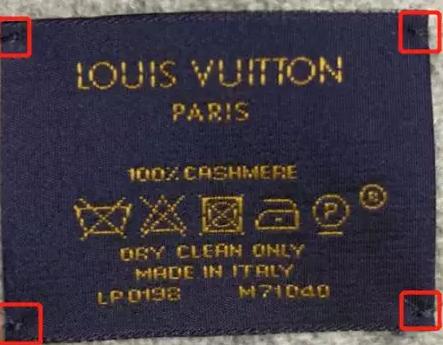 LOUIS VUITTON
PARIS
100% CASHMERE
P ®
DRY CLEAN ONLY
MADE IN ITALY
LP0198 M71040